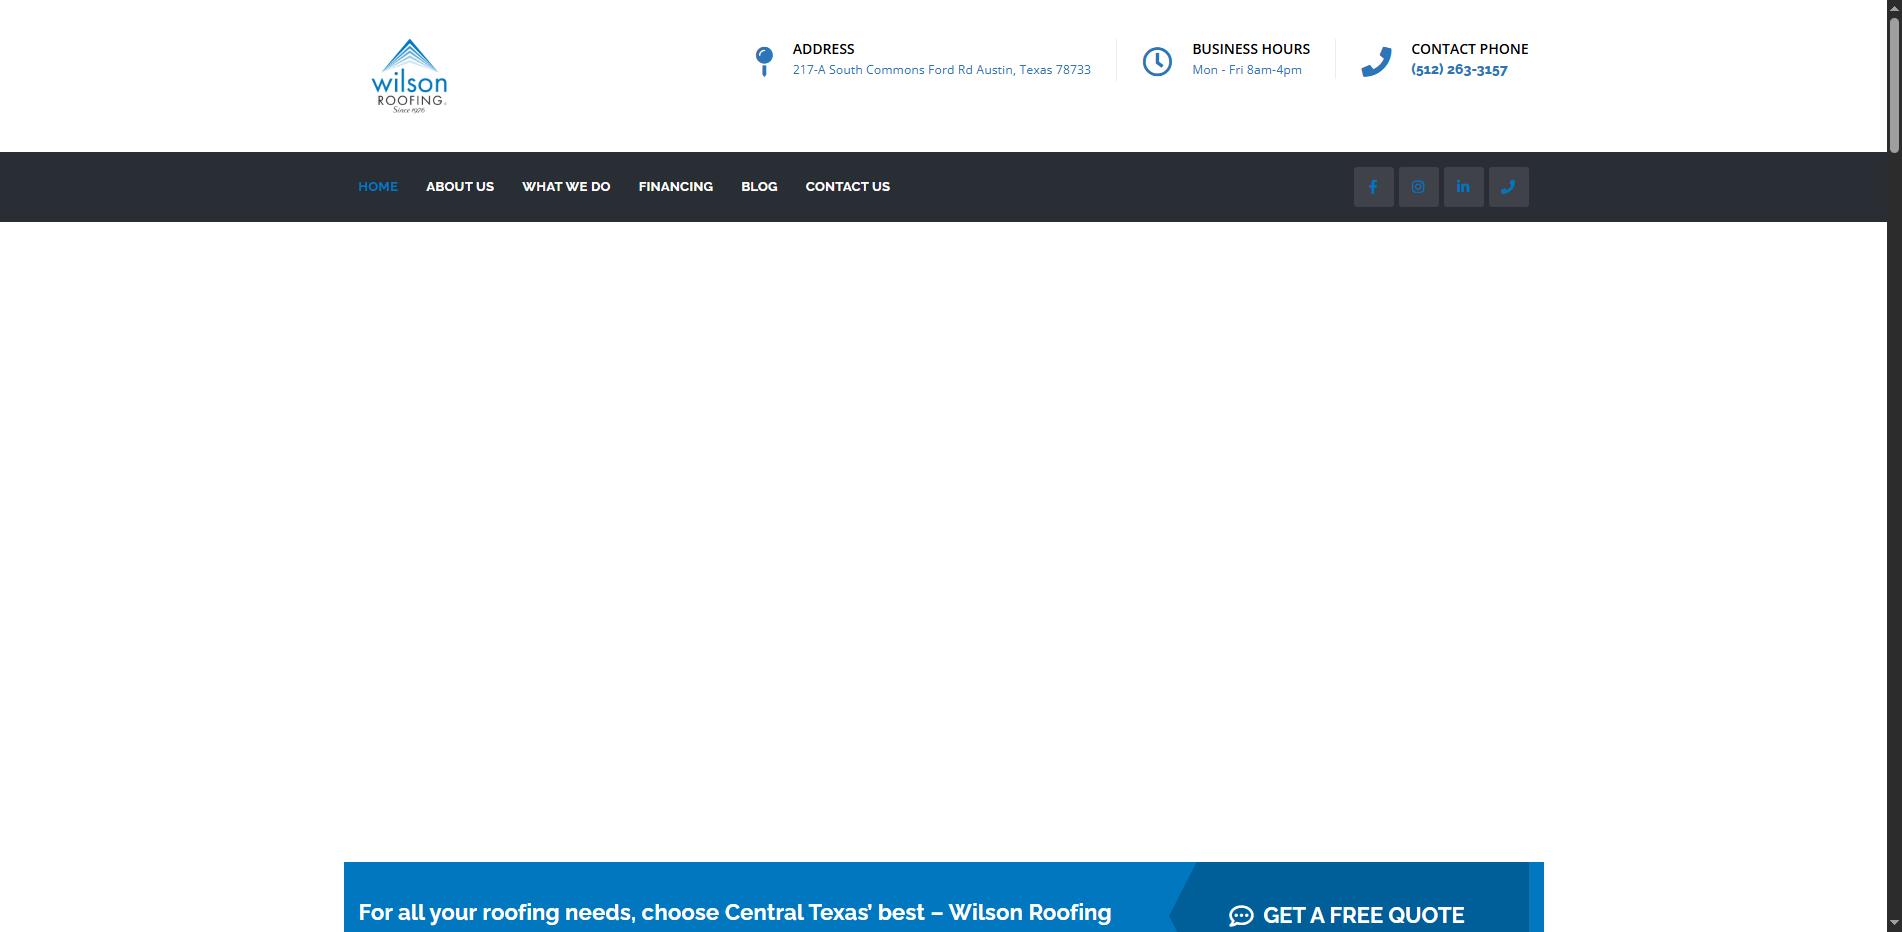 wilson
ROOFING
Since 1976
ADDRESS
217-A South Commons Ford Rd Austin, Texas 78733
BUSINESS HOURS
Mon - Fri 8am-4pm
CONTACT PHONE
(512) 263-3157
HOME ABOUT US WHAT WE DO FINANCING BLOG CONTACT US
For all your roofing needs, choose Central Texas’ best – Wilson Roofing
GET A FREE QUOTE